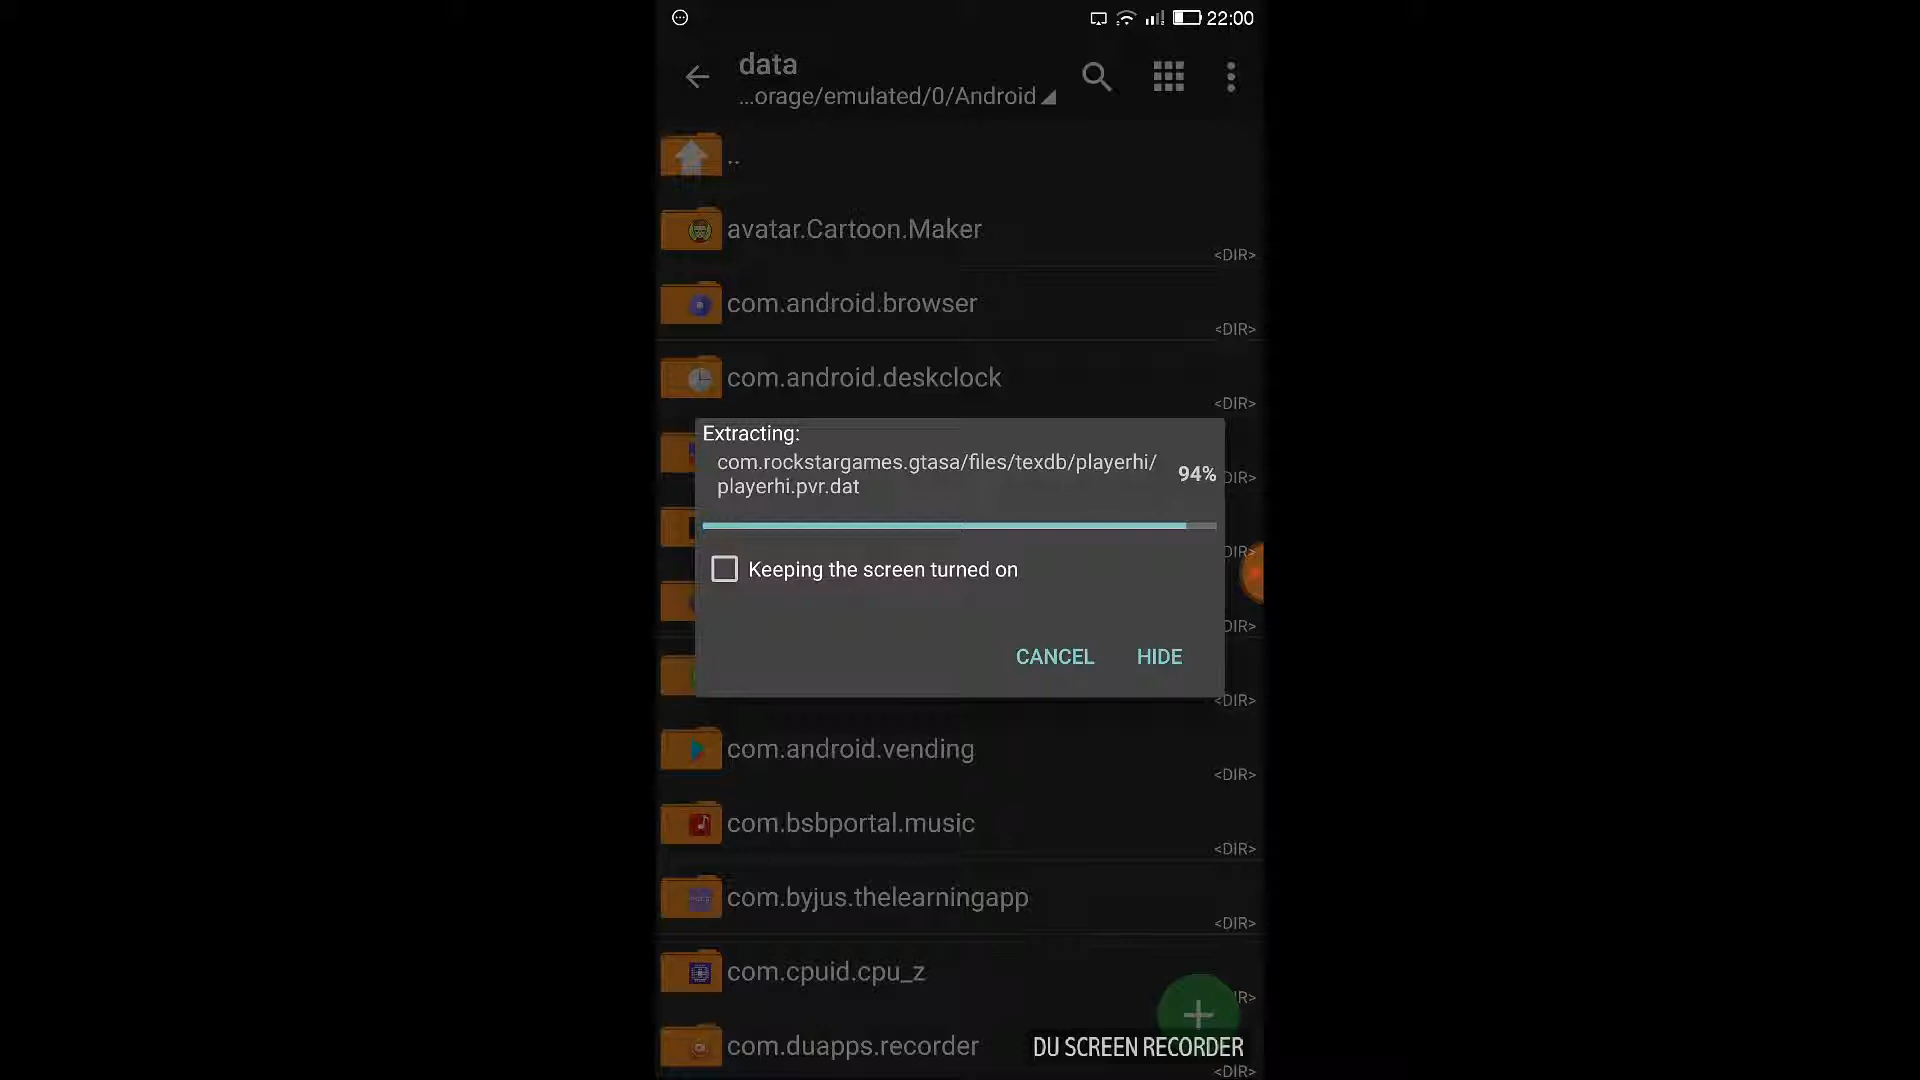 22:00
data
...orage/emulated/0/Android
..
avatar.Cartoon.Maker
<DIR>
com.android.browser
<DIR>
com.android.deskclock
<DIR>
Extracting:
com.rockstargames.gtasa/files/texdb/playerhi/
playerhi.pvr.dat
94%
DIR>
DIR>
Keeping the screen turned on
DIR>
CANCEL
HIDE
<DIR>
com.android.vending
<DIR>
com.bsbportal.music
<DIR>
com.byjus.thelearningapp
<DIR>
com.cpuid.cpu_z
R>
com.duapps.recorder
DU SCREEN RECORDER
<DIR>